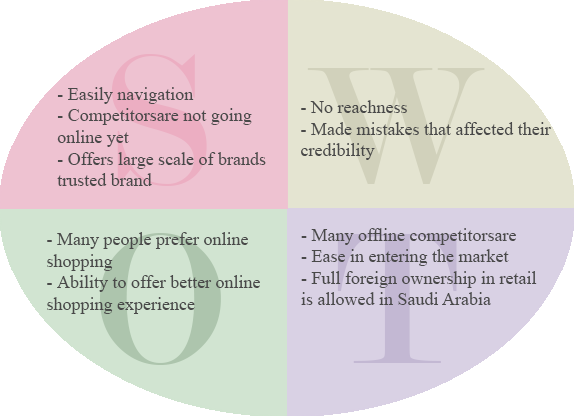 S
- Easily navigation
- Competitorsare not going
online yet
- Offers large scale of brands
trusted brand
W
- No reachness
- Made mistakes that affected their
credibility
O
- Many people prefer online
shopping
- Ability to offer better online
shopping experience
T
- Many offline competitorsare
- Ease in entering the market
- Full foreign ownership in retail
is allowed in Saudi Arabia